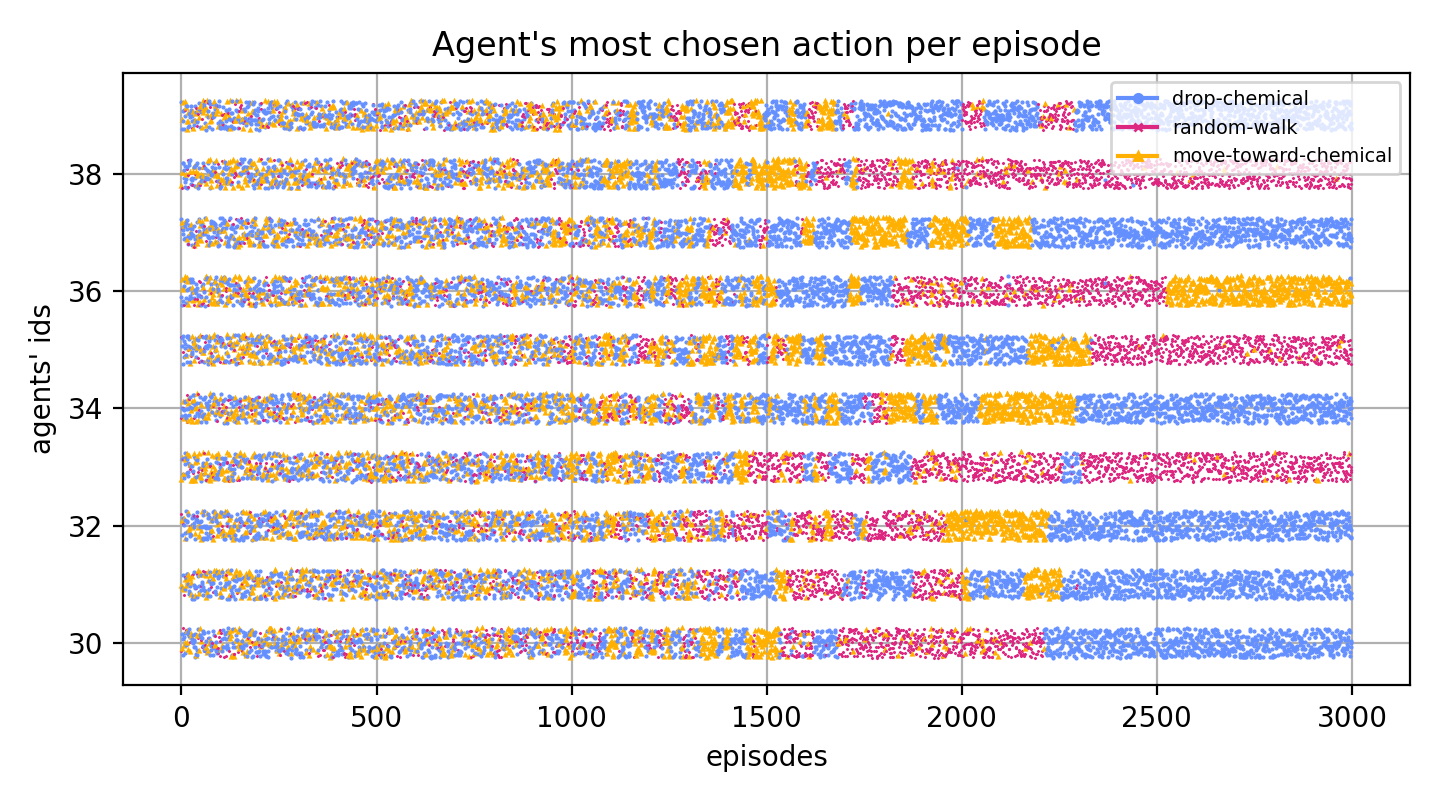 Agent's most chosen action per episode
drop-chemical
random-walk
move-toward-chemical
agents' ids
38
36
34
32
30
0 500 1000 1500 2000 2500 3000
episodes